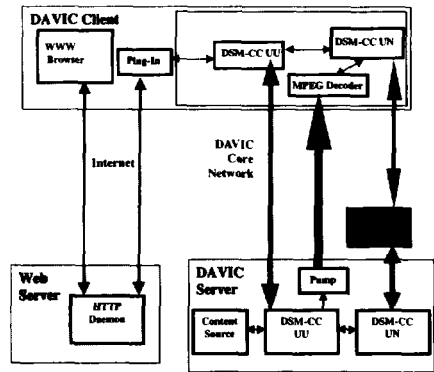 DAVIC Client
WWW
Browser
Plug-In
DSM-CC UU
DSM-CC UN
MPEG Decoder
Internet
DAVIC
Core
Network
Web
Server
HTTP
Daemon
DAVIC
Server
Pump
Content
Source
DSM-CC
UU
DSM-CC
UN